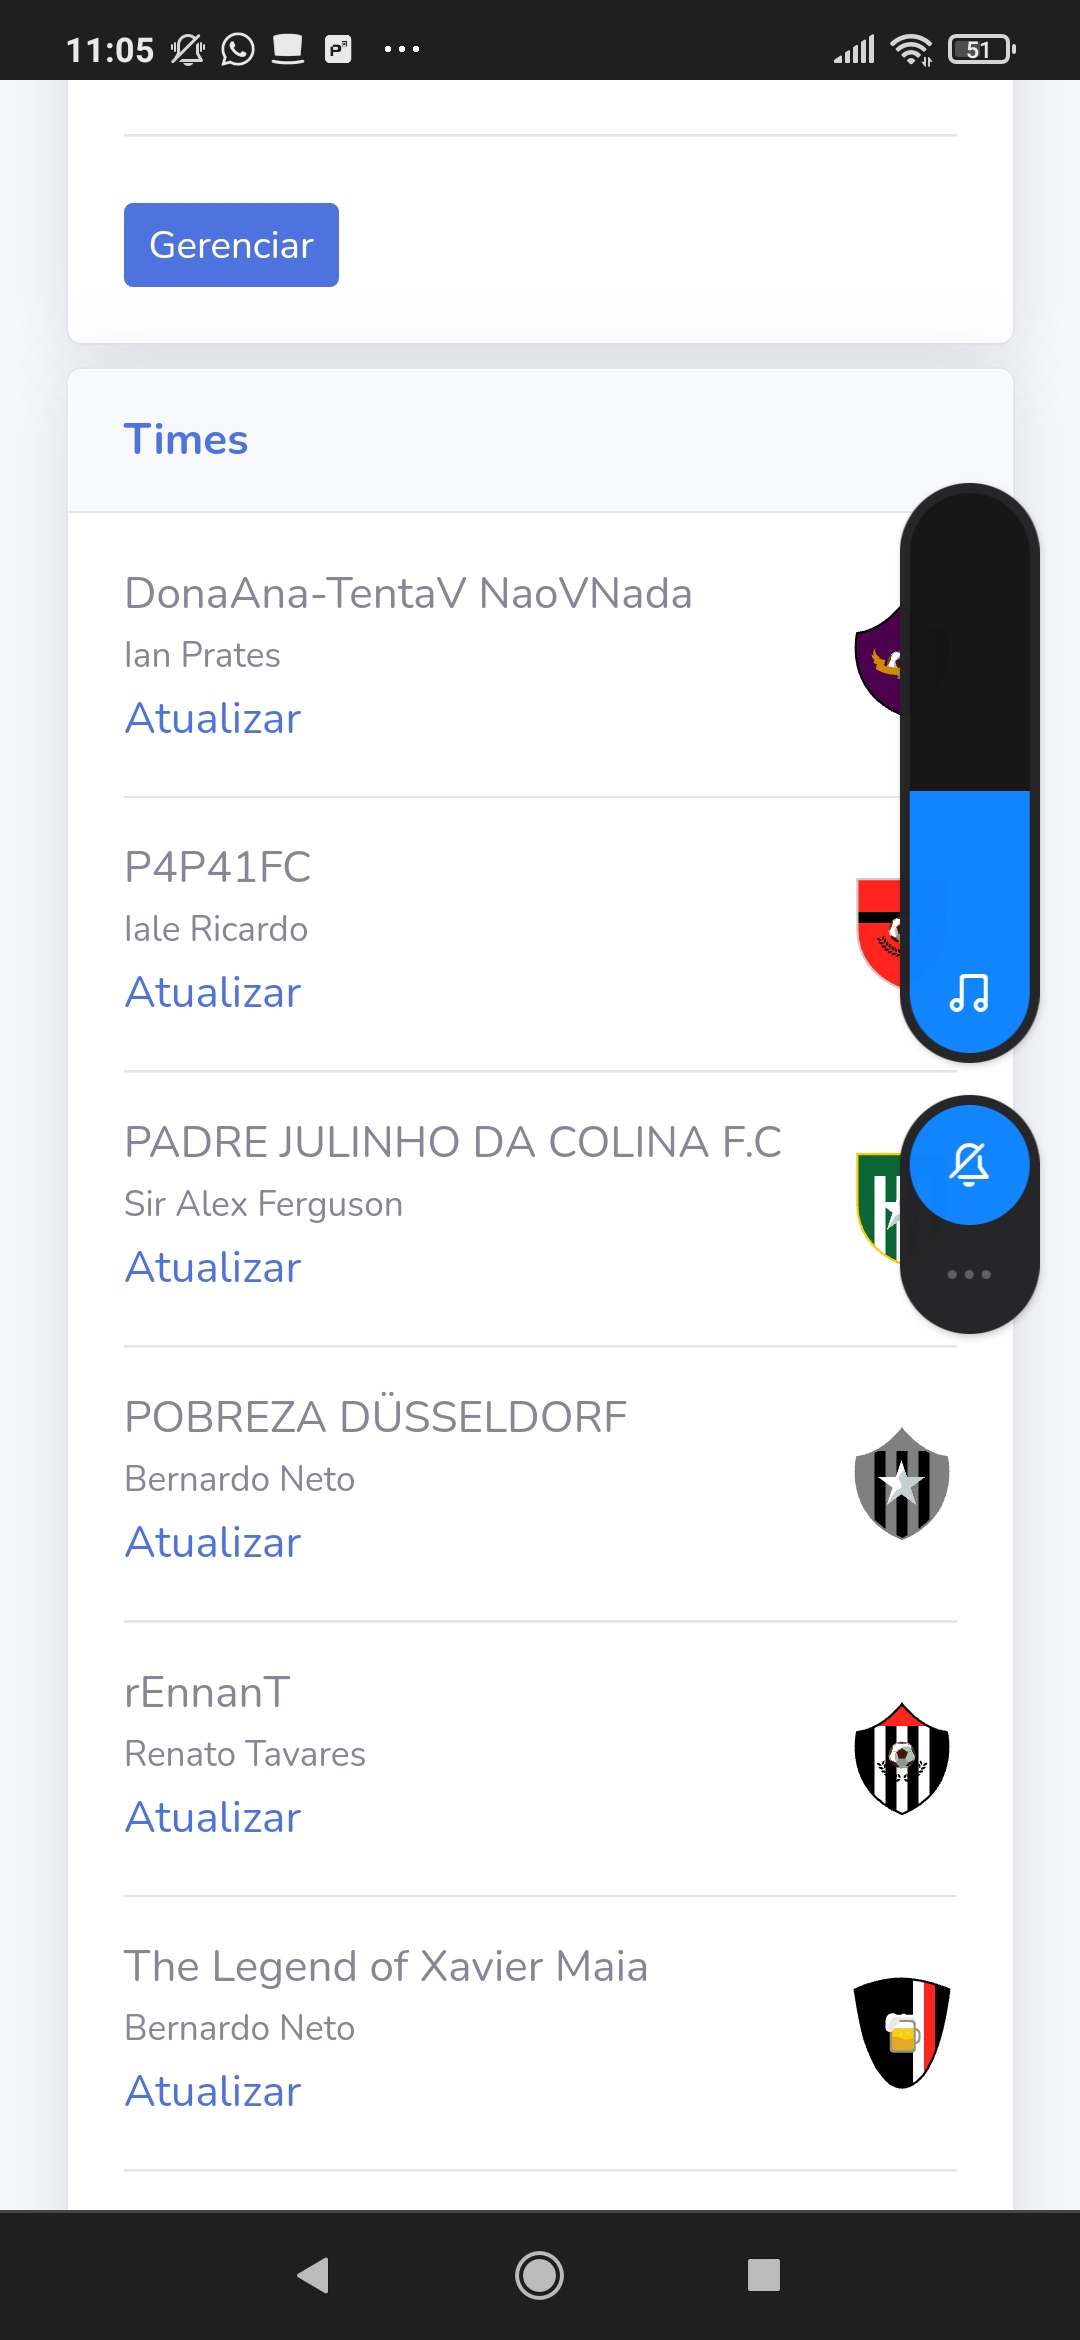 11:05
51
Gerenciar
Times
DonaAna-TentaV NaoVNada
Ian Prates
Atualizar
P4P41FC
Iale Ricardo
Atualizar
PADRE JULINHO DA COLINA F.C
Sir Alex Ferguson
Atualizar
POBREZA DÜSSELDORF
Bernardo Neto
Atualizar
rEnnanT
Renato Tavares
Atualizar
The Legend of Xavier Maia
Bernardo Neto
Atualizar